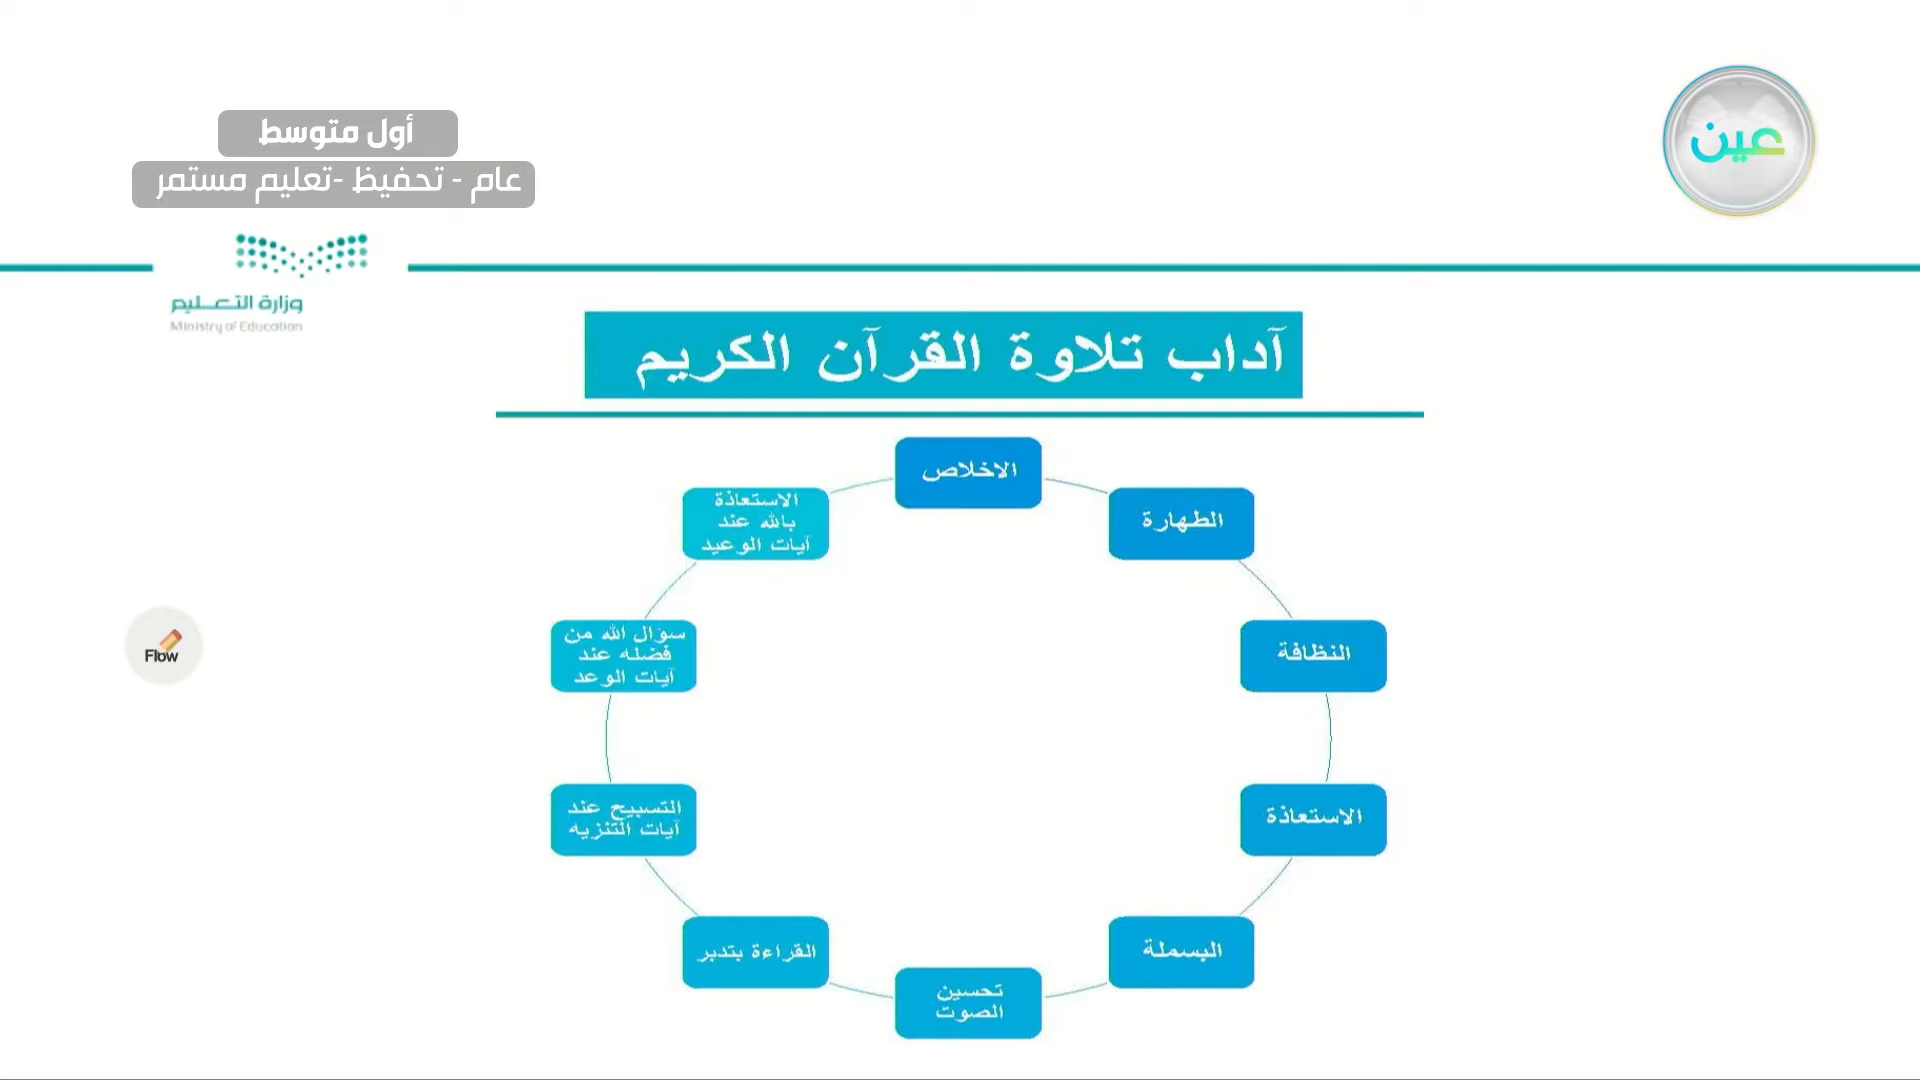 أول متوسط
عام - تحفيظ -تعليم مستمر
عين
وزارة التعليم
Ministry of Education
آداب تلاوة القرآن الكريم
الاخلاص
الطهارة
النظافة
الاستعاذة
البسملة
تحسين
الصوت
القراءة بتدبر
التسبيح عند
آيات التنزيه
سؤال الله من
فضله عند
آيات الوعد
الاستعاذة
بالله عند
آيات الوعيد
Flow